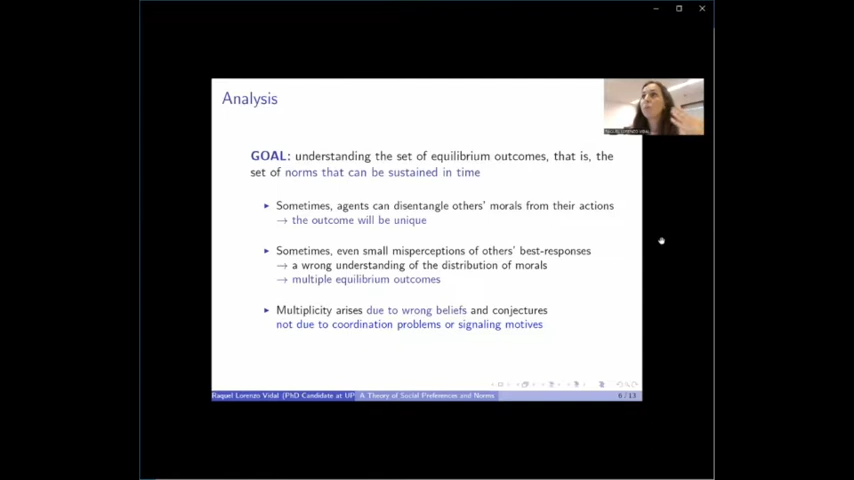 Analysis
GOAL: understanding the set of equilibrium outcomes, that is, the
set of norms that can be sustained in time
▶ Sometimes, agents can disentangle others' morals from their actions
→ the outcome will be unique
▶ Sometimes, even small misperceptions of others' best-responses
→ a wrong understanding of the distribution of morals
→ multiple equilibrium outcomes
▶ Multiplicity arises due to wrong beliefs and conjectures
not due to coordination problems or signaling motives
Raquel Lorenzo Vidal (PhD Candidate at UP
A Theory of Social Preferences and Norms
6 / 13